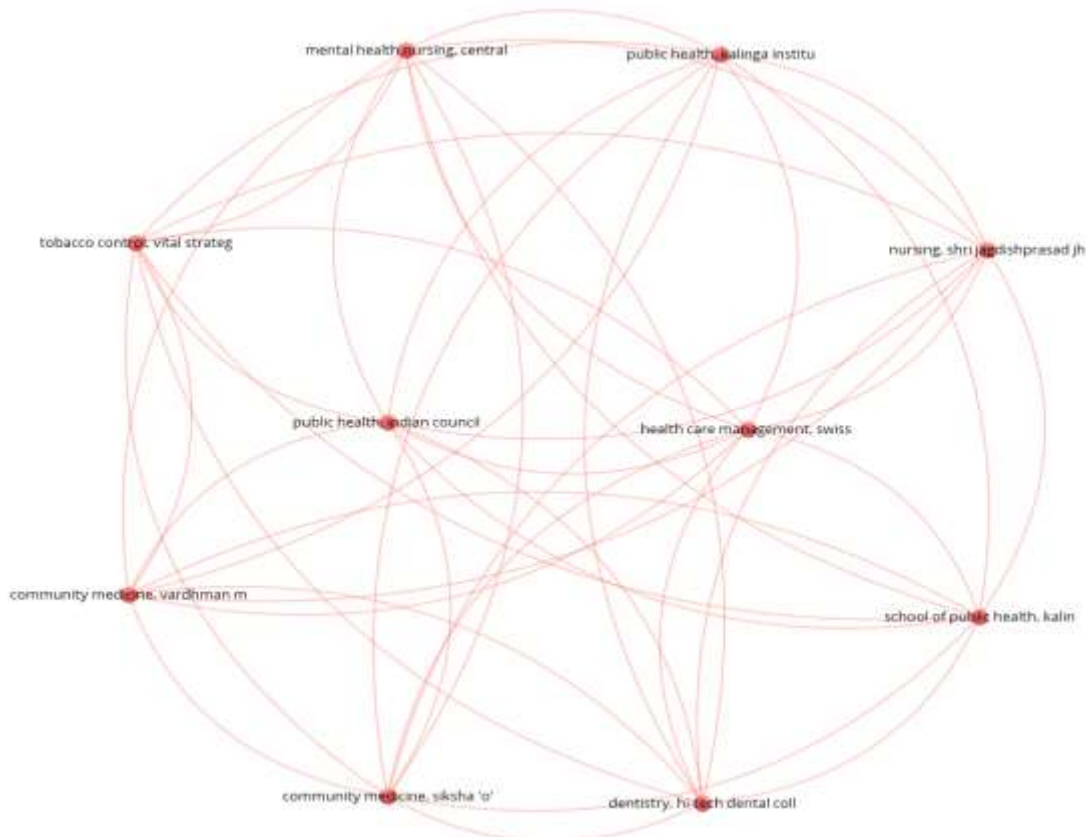 mental health nursing, central
public health, kalinga institu
tobacco control, vital strateg
nursing, shri jagdishprasad jh
public health, indian council
health care management, swiss
community medicine, vardhman m
school of public health, kalin
community medicine, siksha 'o'
dentistry, hi-tech dental coll